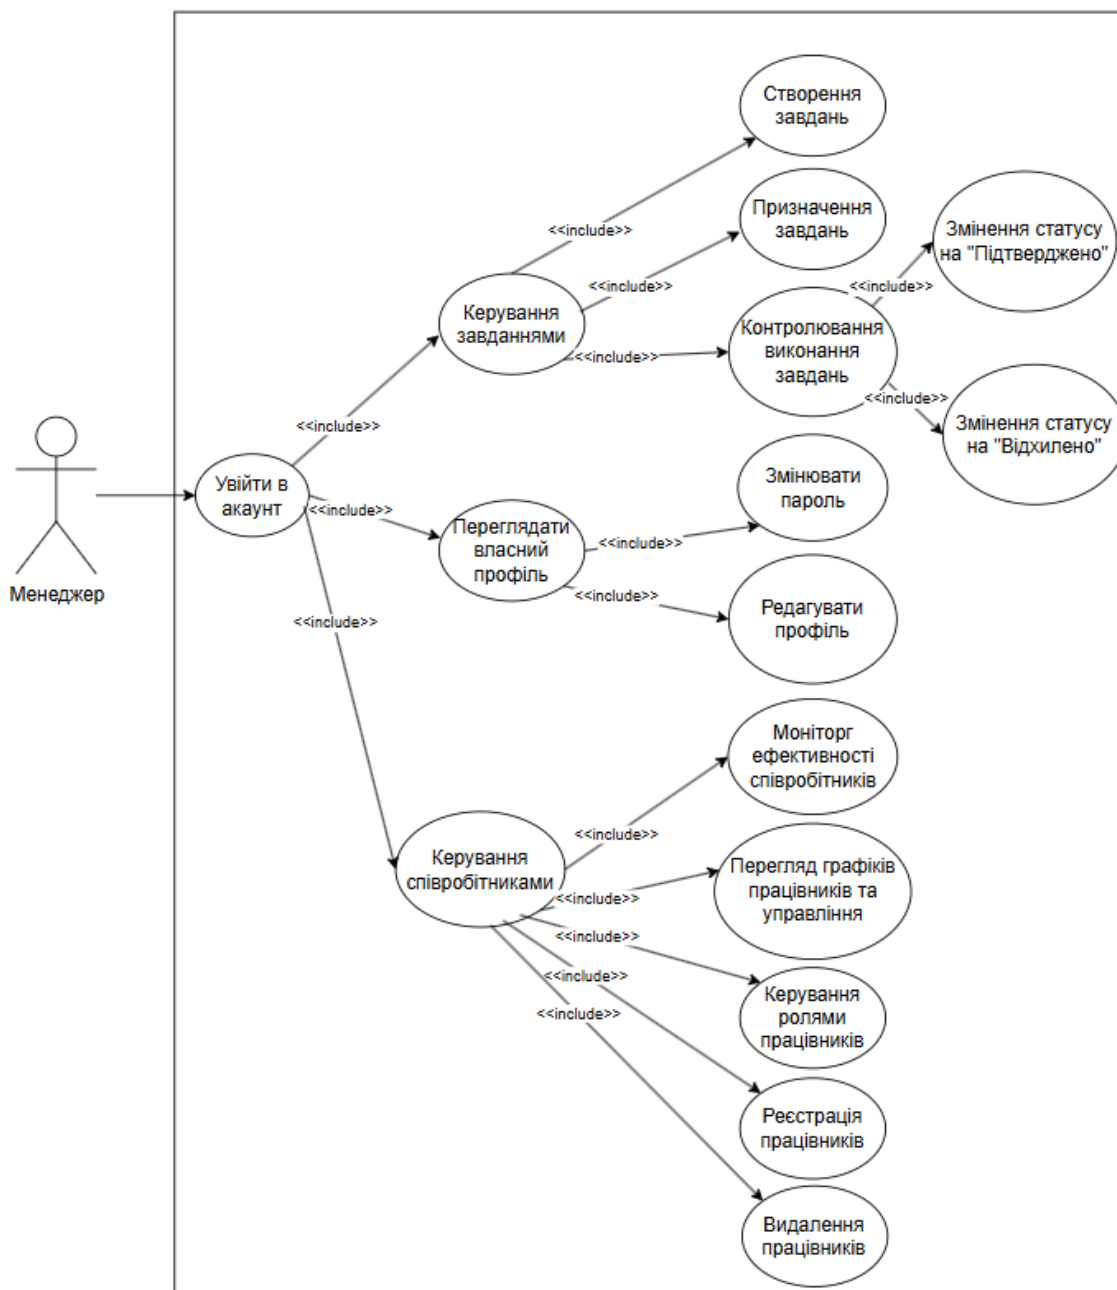 Створення
завдань
Призначення
завдань
Змінення статусу
на "Підтверджено"
<<include>>
<<include>>
<<include>>
Керування
завданнями
Контролювання
виконання
завдань
<<include>>
<<include>>
Змінення статусу
на "Відхилено"
<<include>>
Увійти в
акаунт
Змінювати
пароль
<<include>>
Переглядати
власний
профіль
<<include>>
<<include>>
Менеджер
Редагувати
профіль
<<include>>
Моніторг
ефективності
співробітників
<<include>>
Керування
співробітниками
Перегляд графіків
працівників та
управління
<<include>>
<<include>>
<<include>>
<<include>>
Керування
ролями
працівників
Реєстрація
працівників
Видалення
працівників